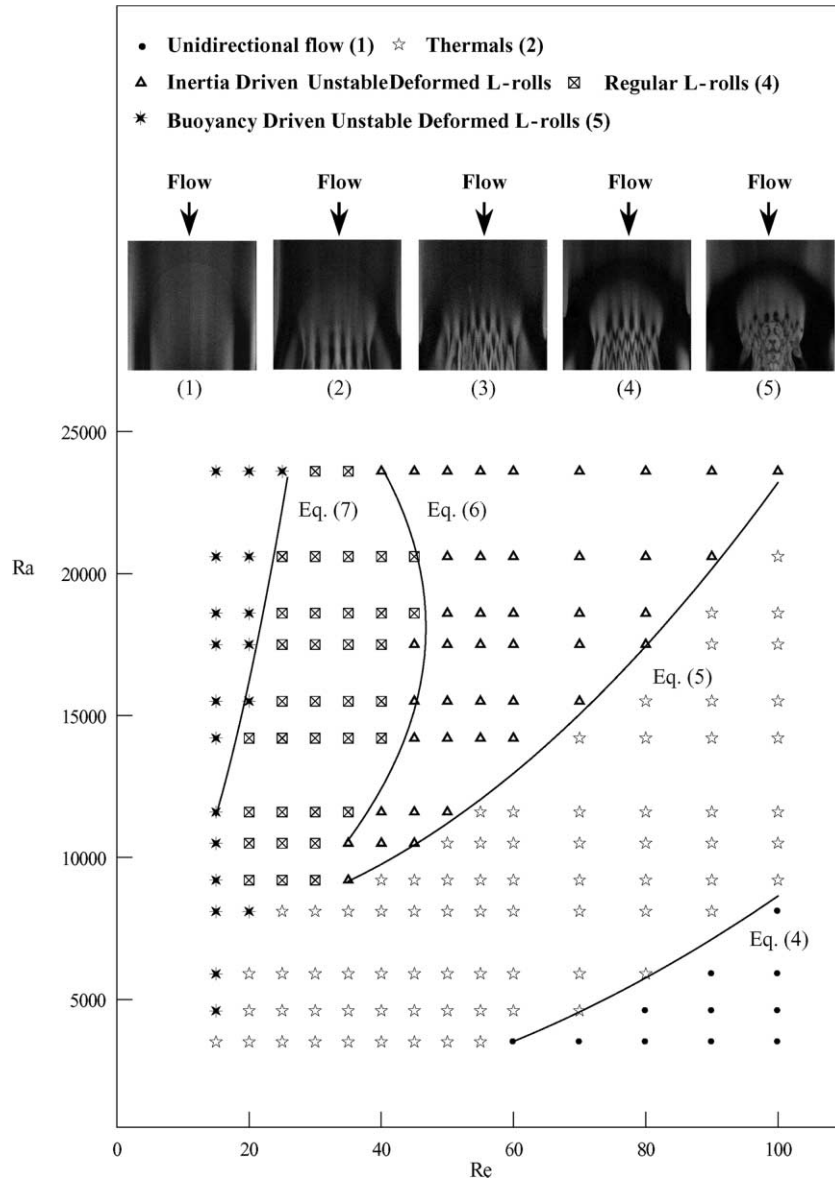 Unidirectional flow (1) Thermals (2)
Inertia Driven UnstableDeformed L-rolls Regular L-rolls (4)
Buoyancy Driven Unstable Deformed L-rolls (5)
Flow Flow Flow Flow Flow
(1) (2) (3) (4) (5)
25000
Eq. (7) Eq. (6)
Ra
20000
Eq. (5)
15000
10000
Eq. (4)
5000
0 20 40 60 80 100
Re